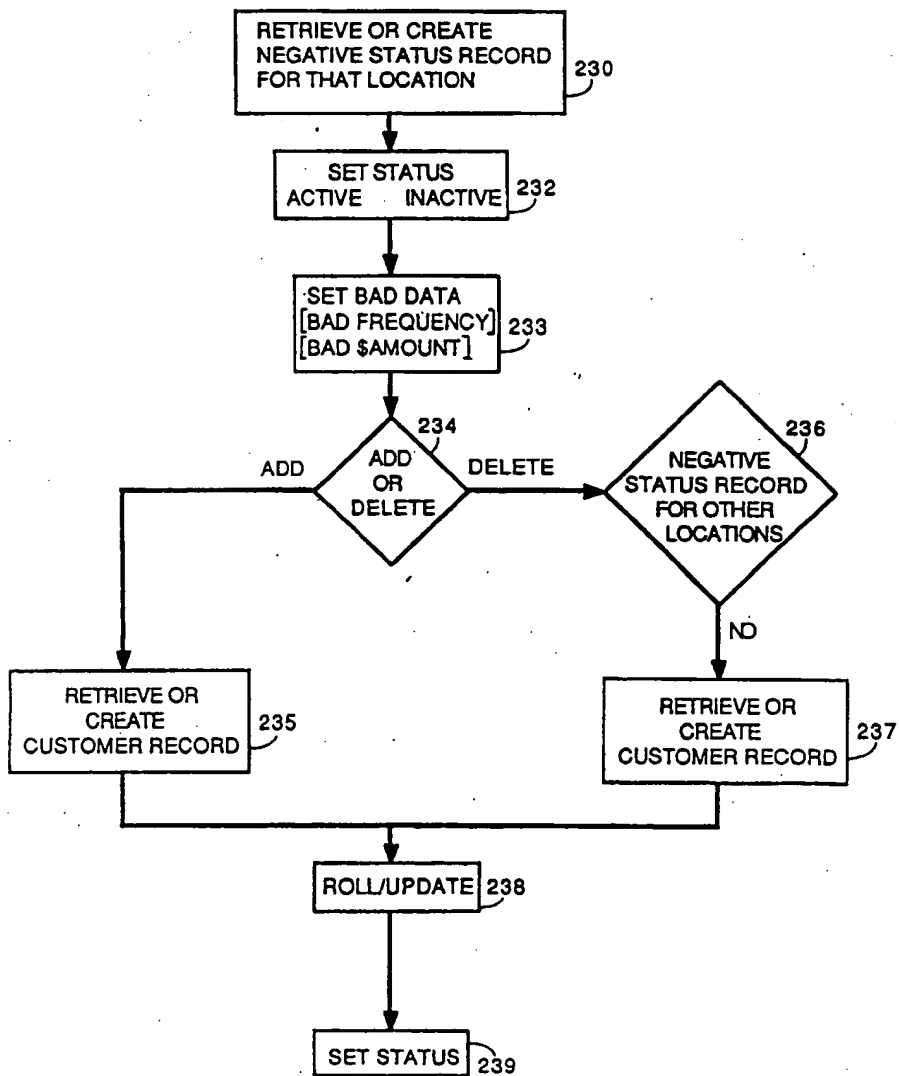 RETRIEVE OR CREATE
NEGATIVE STATUS RECORD
FOR THAT LOCATION
230
SET STATUS
ACTIVE INACTIVE
232
SET BAD DATA
[BAD FREQUENCY]
[BAD $AMOUNT]
233
234
ADD
OR
DELETE
ADD
DELETE
236
NEGATIVE
STATUS RECORD
FOR OTHER
LOCATIONS
NO
RETRIEVE OR
CREATE
CUSTOMER RECORD
235
RETRIEVE OR
CREATE
CUSTOMER RECORD
237
ROLL/UPDATE
238
SET STATUS
239